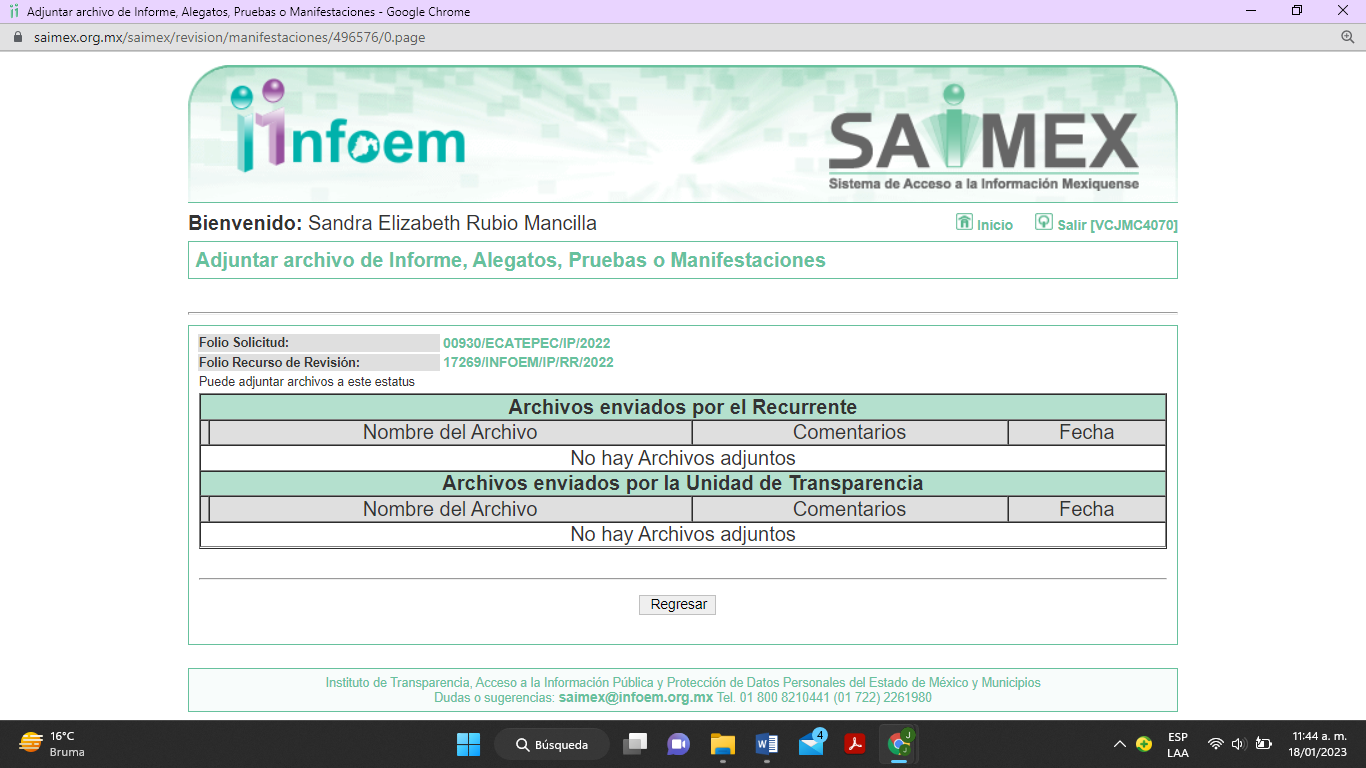 Adjuntar archivo de Informe, Alegatos, Pruebas o Manifestaciones - Google Chrome
saimex.org.mx/saimex/revision/manifestaciones/496576/0.page
infoem
SAIMEX
Sistema de Acceso a la Información Mexiquense
Bienvenido: Sandra Elizabeth Rubio Mancilla
Inicio Salir [VCJMC4070]
Adjuntar archivo de Informe, Alegatos, Pruebas o Manifestaciones
Folio Solicitud: 00930/ECATEPEC/IP/2022
Folio Recurso de Revisión: 17269/INFOEM/IP/RR/2022
Puede adjuntar archivos a este estatus
Archivos enviados por el Recurrente
Nombre del Archivo Comentarios Fecha
No hay Archivos adjuntos
Archivos enviados por la Unidad de Transparencia
Nombre del Archivo Comentarios Fecha
No hay Archivos adjuntos
Regresar
Instituto de Transparencia, Acceso a la Información Pública y Protección de Datos Personales del Estado de México y Municipios
Dudas o sugerencias: saimex@infoem.org.mx Tel. 01 800 8210441 (01 722) 2261980
16°C
Bruma
Búsqueda
4
J
J
ESP
LAA
11:44 a. m.
18/01/2023